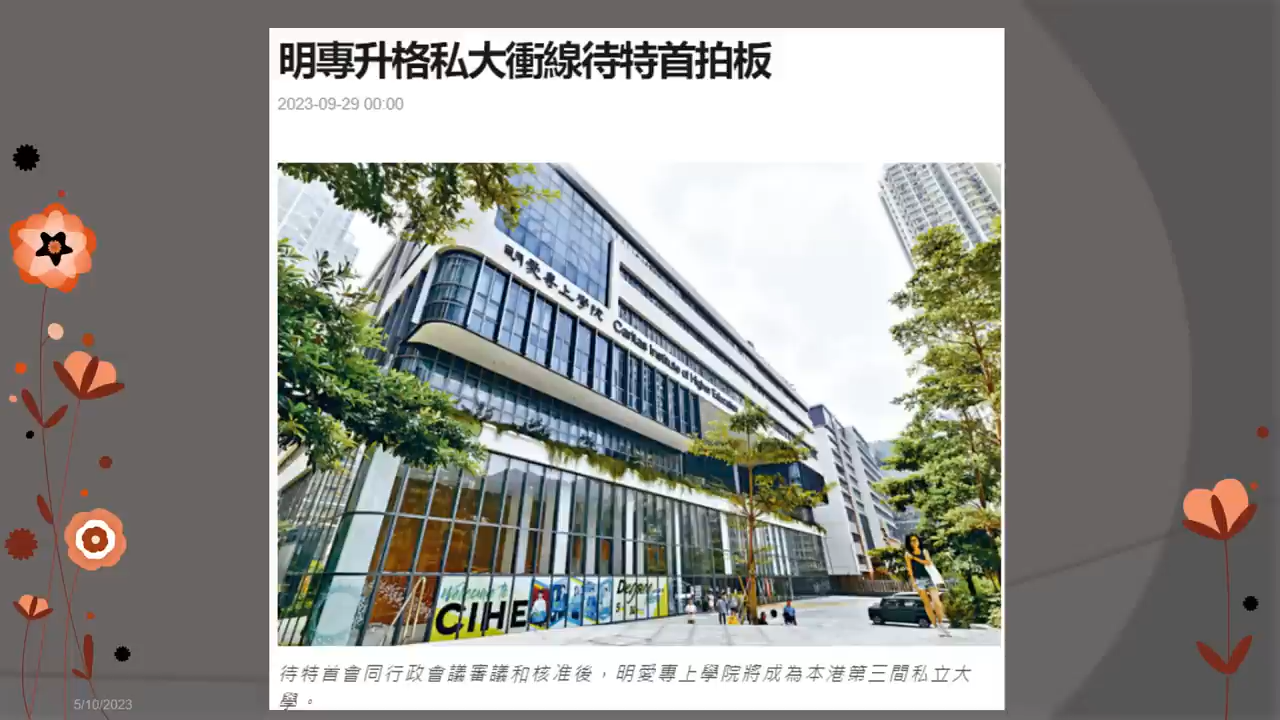 明專升格私大衝線待特首拍板
2023-09-29 00:00
明愛專上學院 Caritas Institute of Higher Education
Welcome to
CIHE
Degree
待特首會同行政會議審議和核准後，明愛專上學院將成為本港第三間私立大
學。
5/10/2023